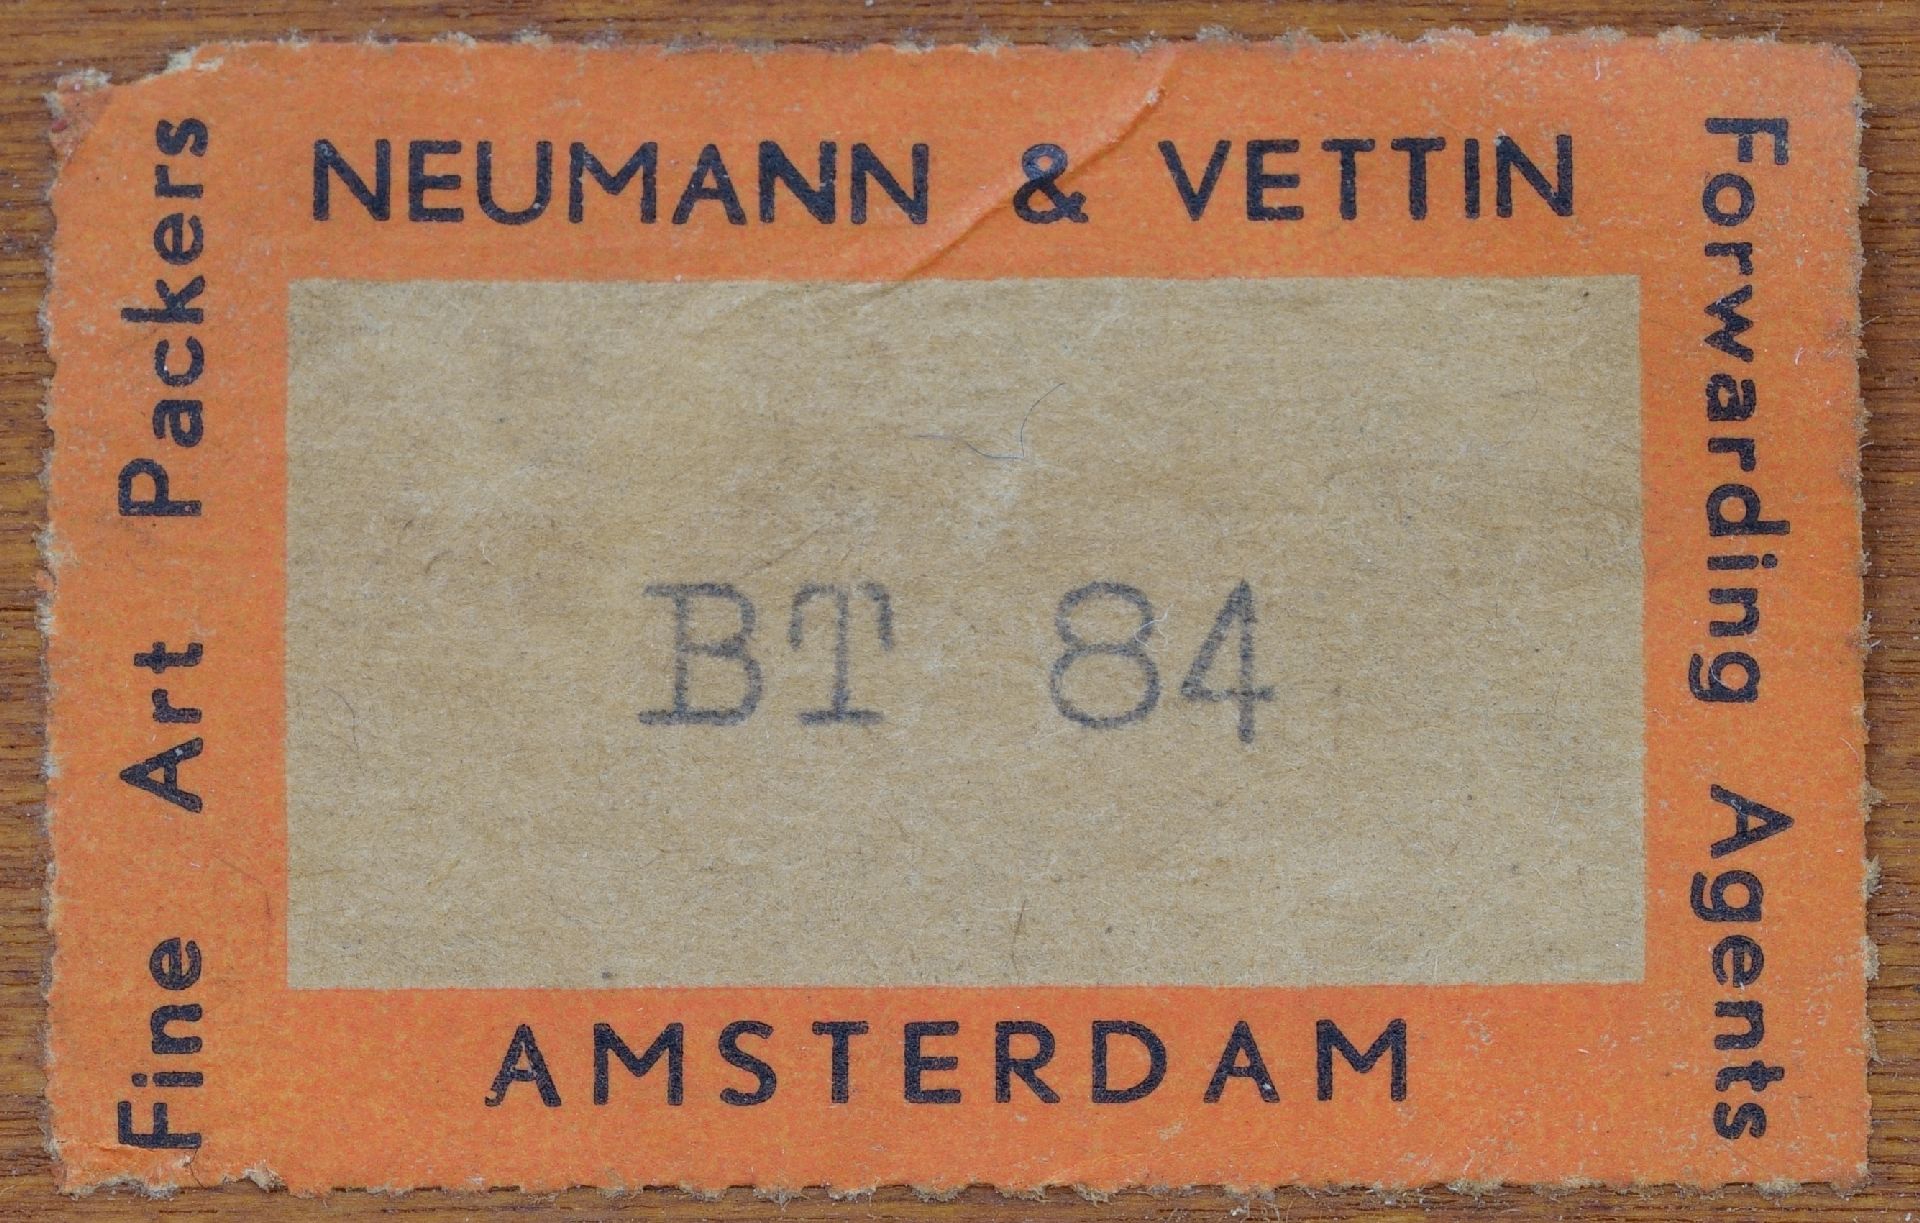 NEUMANN & VETTIN
Fine Art Packers
BT 84
Forwarding Agents
AMSTERDAM